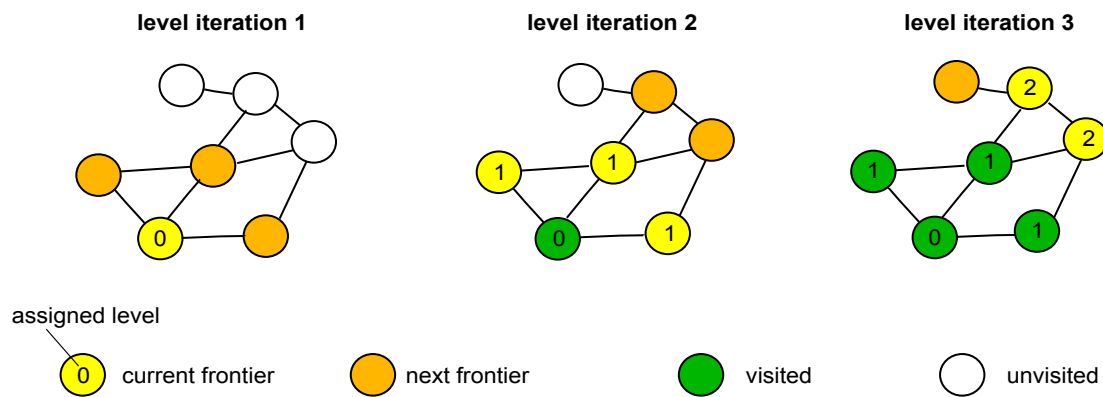 level iteration 1 level iteration 2 level iteration 3
2
1 1 1 1 2
0 0 1 0 1
assigned level
0 current frontier next frontier visited unvisited